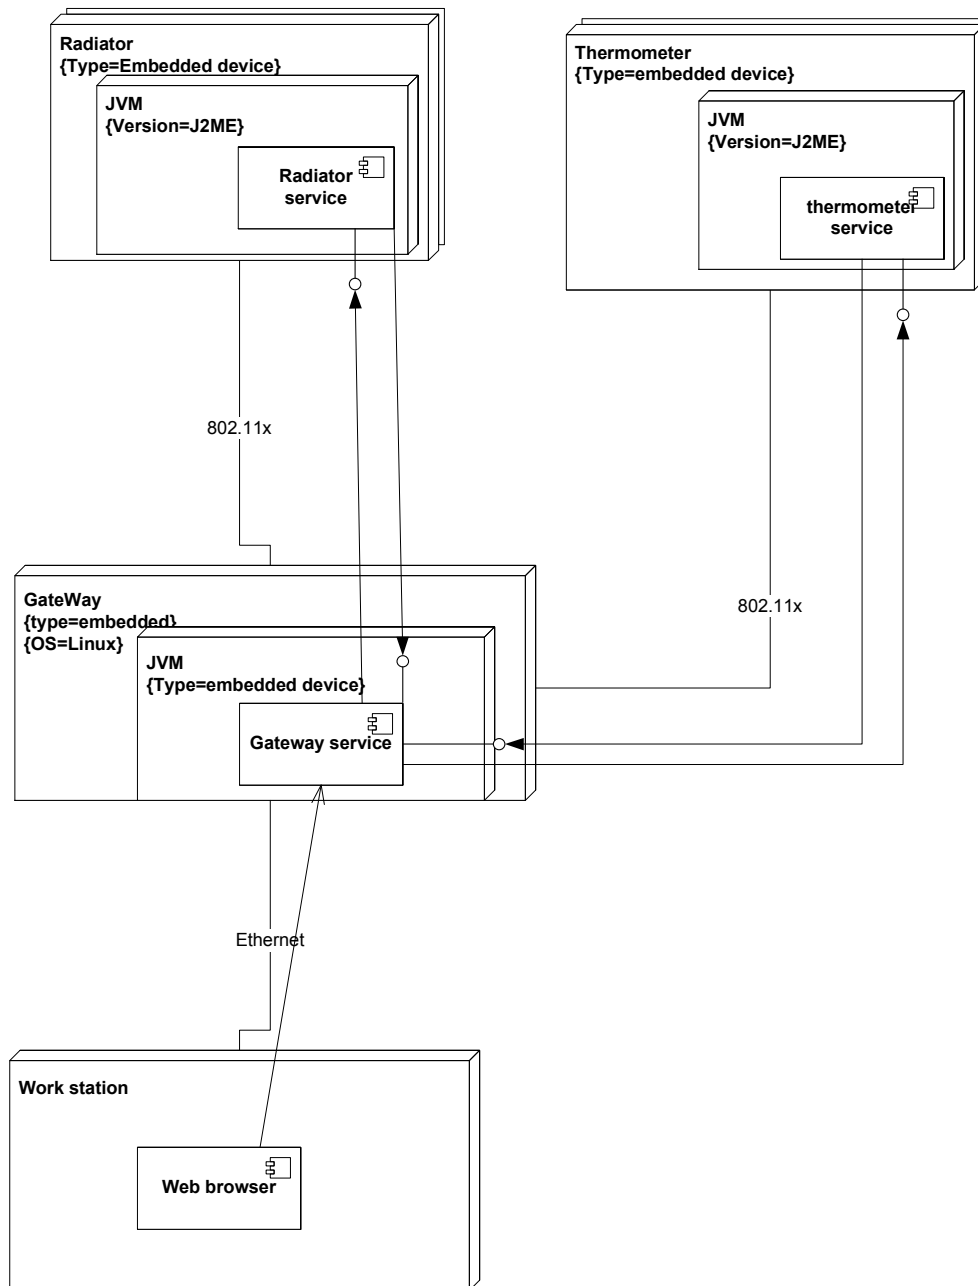 Radiator
{Type=Embedded device}
JVM
{Version=J2ME}
Radiator
service
Thermometer
{Type=embedded device}
JVM
{Version=J2ME}
thermometer
service
802.11x
802.11x
GateWay
{type=embedded}
{OS=Linux}
JVM
{Type=embedded device}
Gateway service
Ethernet
Work station
Web browser